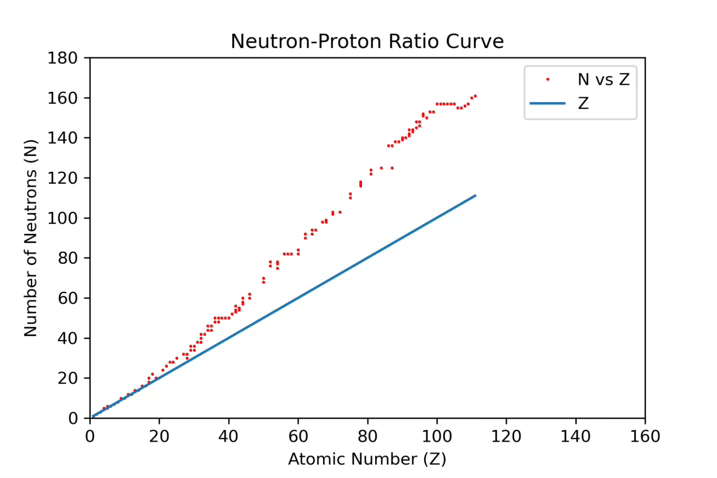 Neutron-Proton Ratio Curve
180
160
140
120
100
80
60
40
20
0
Number of Neutrons (N)
N vs Z
Z
0 20 40 60 80 100 120 140 160
Atomic Number (Z)